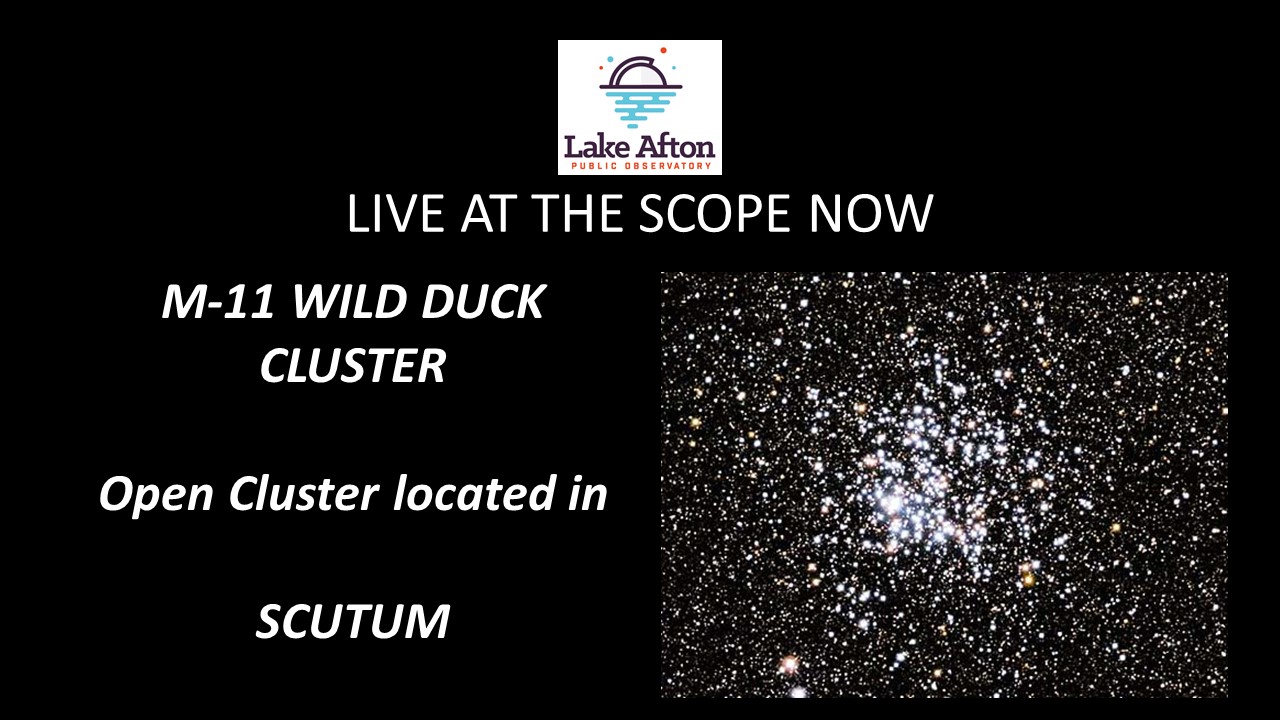 Lake Afton
PUBLIC OBSERVATORY
LIVE AT THE SCOPE NOW
M-11 WILD DUCK
CLUSTER
Open Cluster located in
SCUTUM